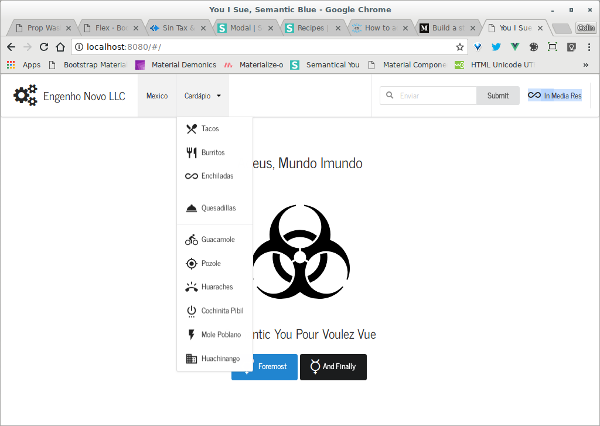 You I Sue, Semantic Blue - Google Chrome
Prop Wa
Flex - Bo
Sin Tax &
Modal | S
Recipes |
How to a
Build a s
You I Sue
localhost:8080/#/
Apps
Bootstrap Materia
Material Demonics
Materialize-o
Semantical You
Material Compone
HTML Unicode UT
»
Engenho Novo LLC
Mexico
Cardápio
Enviar
Submit
In Media Res
Tacos
Burritos
Enchiladas
Quesadillas
Guacamole
Pozole
Huaraches
Cochinita Pibil
Mole Poblano
Huachinango
eus, Mundo Imundo
ntic You Pour Voulez Vue
Foremost
And Finally